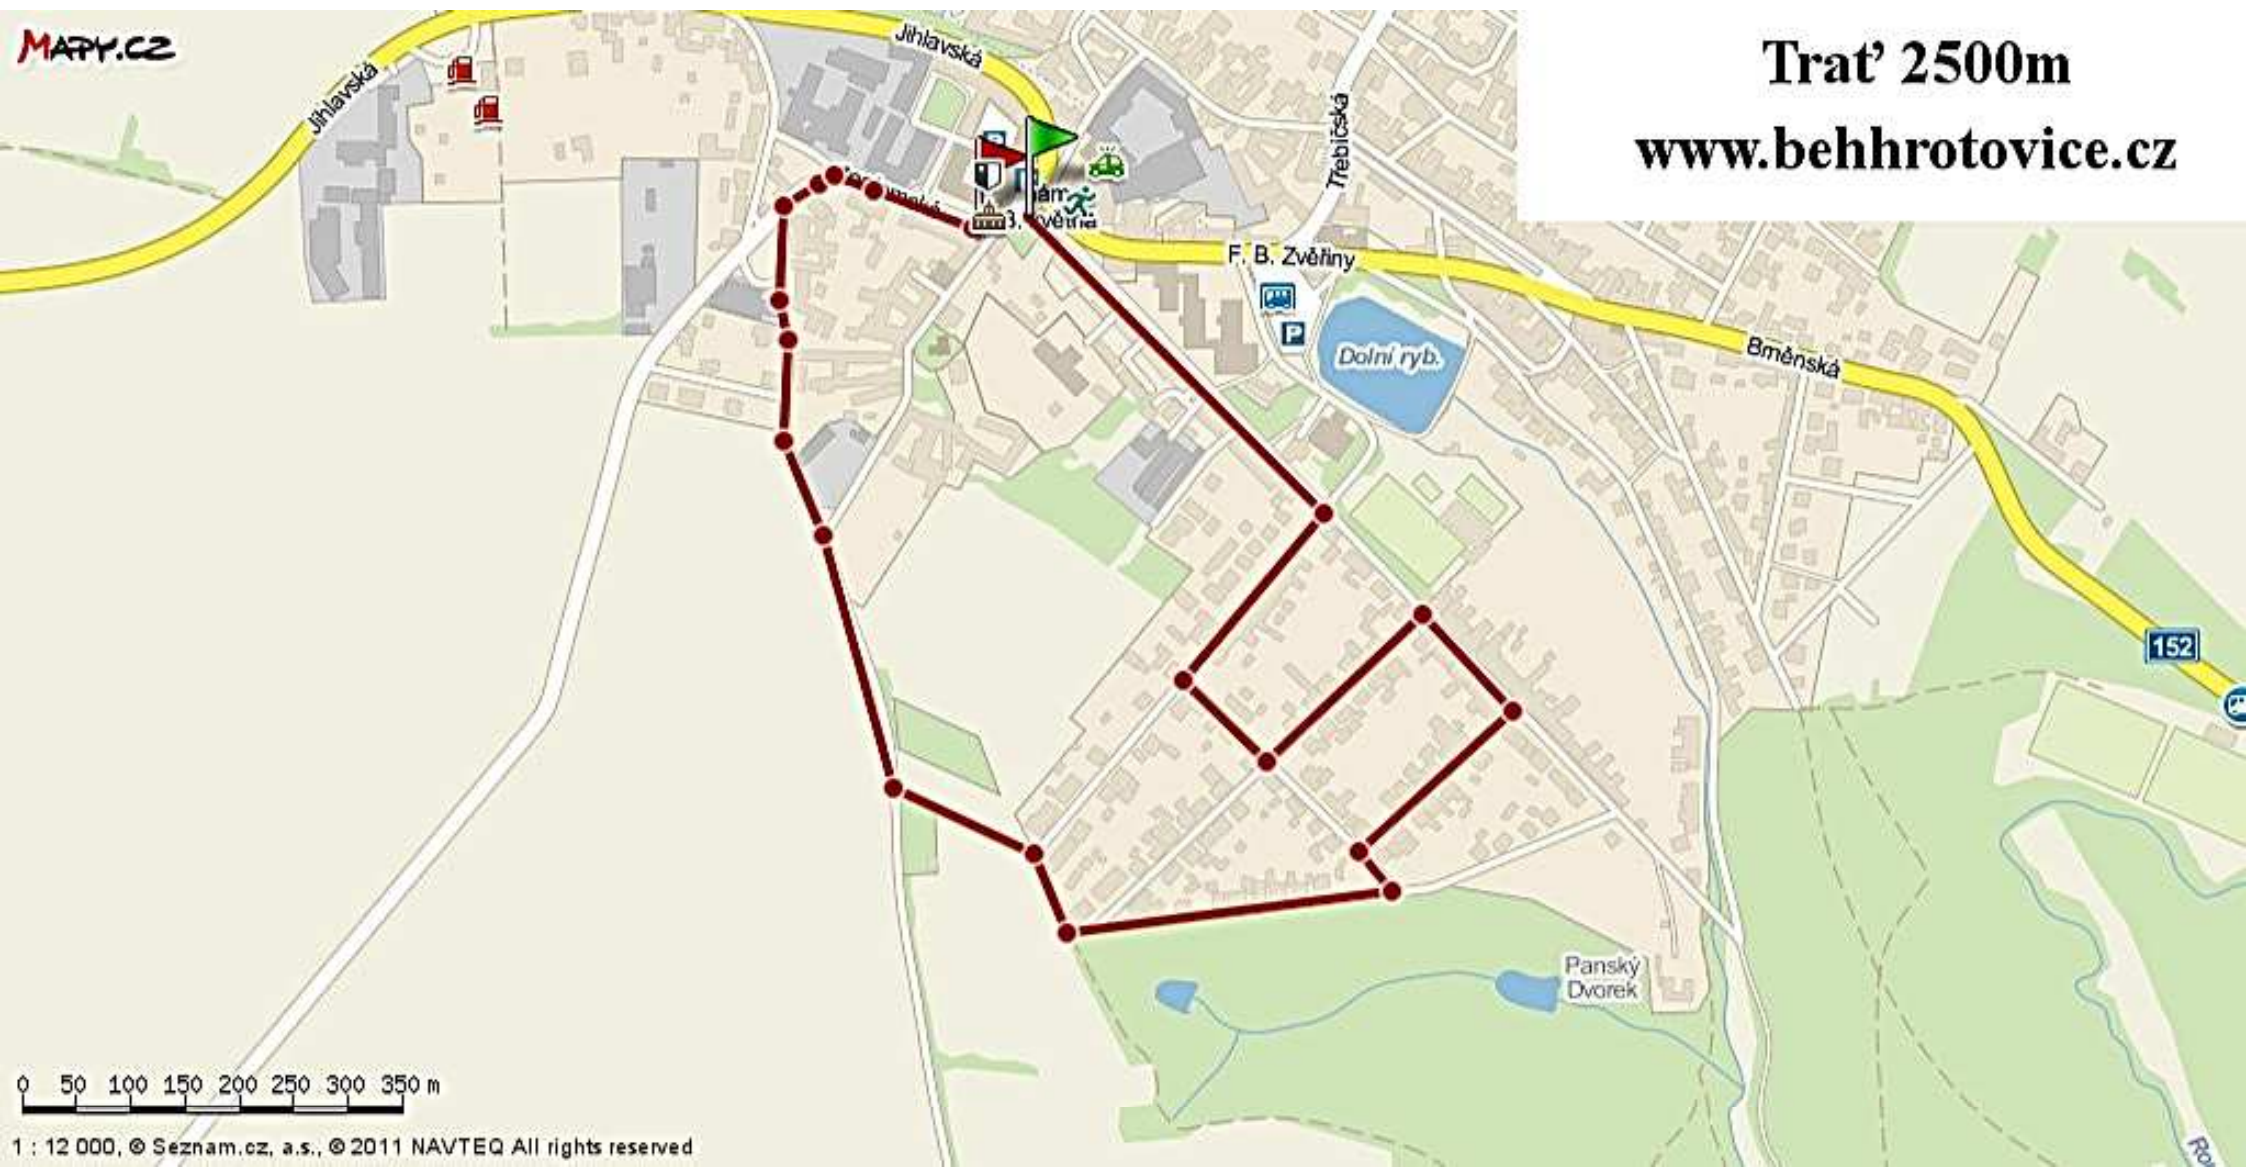 MAPY.CZ
Trať 2500m
www.behhrotovice.cz
Jihlavská
Jihlavská
Třebíčská
F. B. Zvěřiny
P
Dolní ryb.
Brněnská
152
Panský
Dvorek
0 50 100 150 200 250 300 350 m
1 : 12 000, © Seznam.cz, a.s., © 2011 NAVTEQ All rights reserved